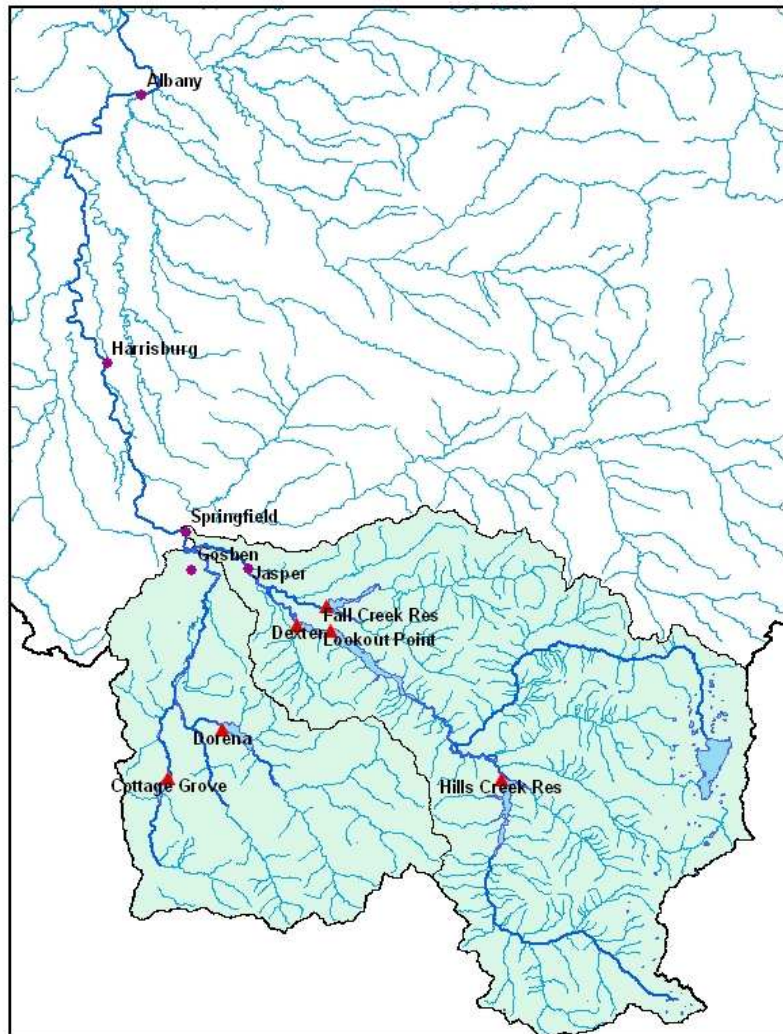 Albany
Harrisburg
Springfield
Goshen
Jasper
Fall Creek Res
Dexter
Lookout Point
Dorena
Cottage Grove
Hills Creek Res